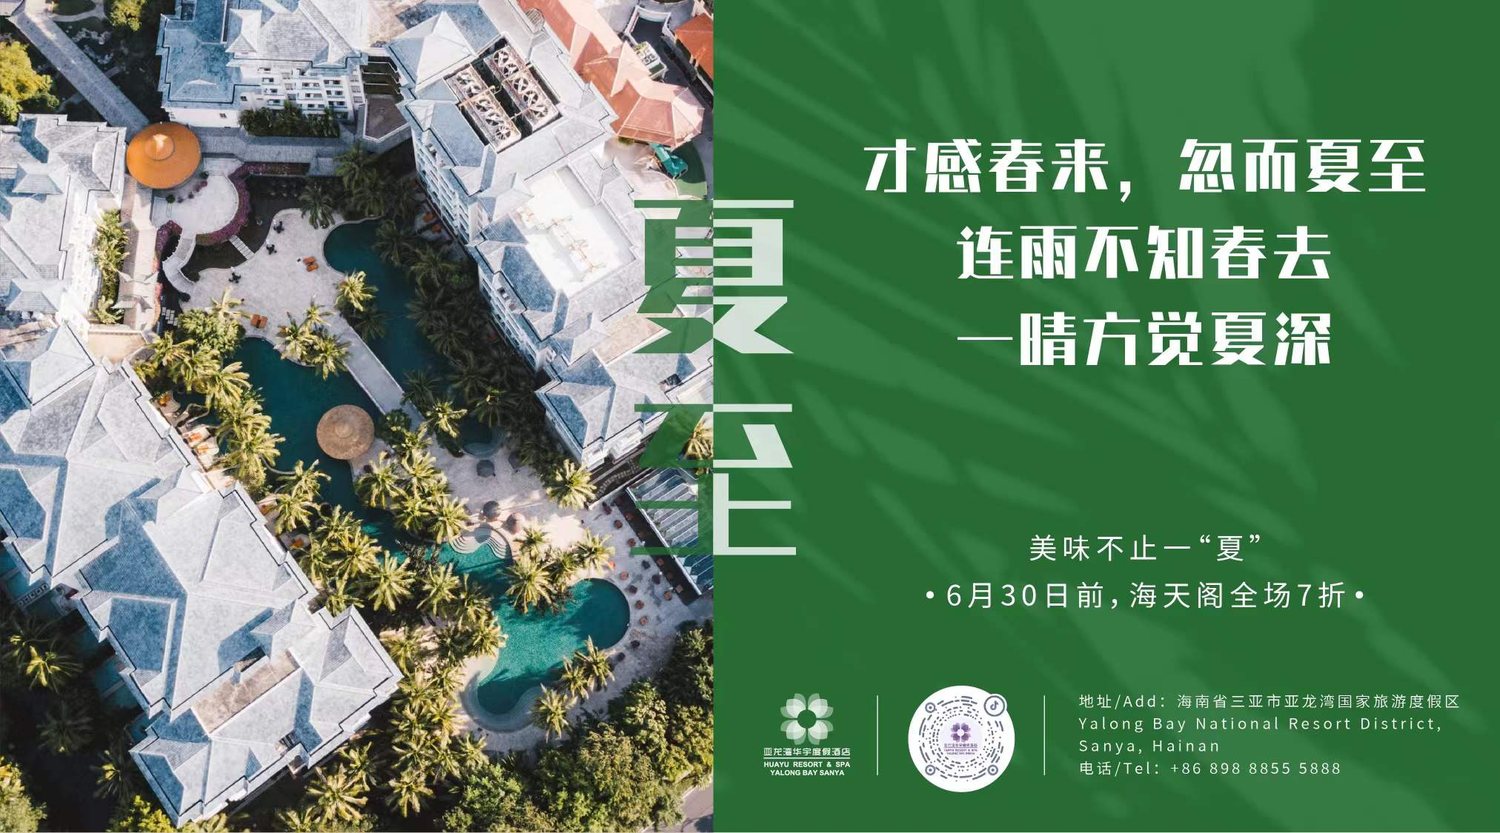 夏至
才感春来，忽而夏至
连雨不知春去
一晴方觉夏深
美味不止一“夏”
•6月30日前，海天阁全场7折•
亚龙湾华宇度假酒店
HUAYU RESORT & SPA
YALONG BAY SANYA
地址/Add：海南省三亚市亚龙湾国家旅游度假区
Yalong Bay National Resort District,
Sanya, Hainan
电话/Tel：+86 898 8855 5888